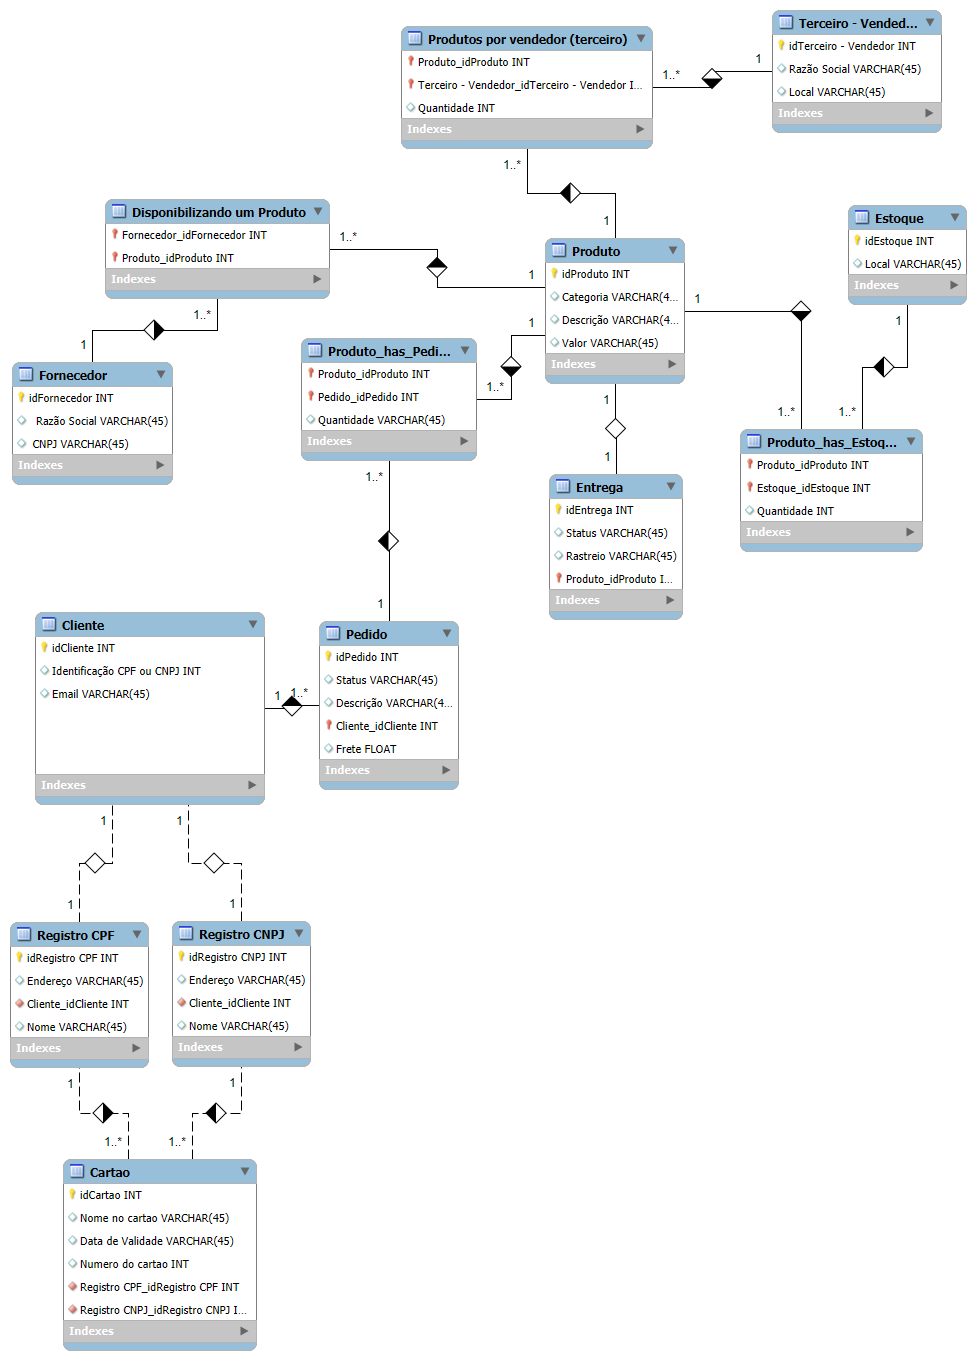 Produtos por vendedor (terceiro)
Produto_idProduto INT
Terceiro - Vendedor_idTerceiro - Vendedor I...
Quantidade INT
Indexes
1..*
1
Terceiro - Vended...
idTerceiro - Vendedor INT
Razão Social VARCHAR(45)
Local VARCHAR(45)
Indexes
1..*
1
Disponibilizando um Produto
Fornecedor_idFornecedor INT
Produto_idProduto INT
Indexes
1..*
1
1..*
1
Fornecedor
idFornecedor INT
Razão Social VARCHAR(45)
CNPJ VARCHAR(45)
Indexes
Produto
idProduto INT
Categoria VARCHAR(4...
Descrição VARCHAR(4...
Valor VARCHAR(45)
Indexes
1
1..*
1
1..*
Estoque
idEstoque INT
Local VARCHAR(45)
Indexes
1
1..*
Produto_has_Pedi...
Produto_idProduto INT
Pedido_idPedido INT
Quantidade VARCHAR(45)
Indexes
1..*
1
1
1
Produto_has_Estoq...
Produto_idProduto INT
Estoque_idEstoque INT
Quantidade INT
Indexes
Entrega
idEntrega INT
Status VARCHAR(45)
Rastreio VARCHAR(45)
Produto_idProduto I...
Indexes
Cliente
idCliente INT
Identificação CPF ou CNPJ INT
Email VARCHAR(45)
Indexes
1
1..*
Pedido
idPedido INT
Status VARCHAR(45)
Descrição VARCHAR(4...
Cliente_idCliente INT
Frete FLOAT
Indexes
1
1
1
1
Registro CPF
idRegistro CPF INT
Endereço VARCHAR(45)
Cliente_idCliente INT
Nome VARCHAR(45)
Indexes
Registro CNPJ
idRegistro CNPJ INT
Endereço VARCHAR(45)
Cliente_idCliente INT
Nome VARCHAR(45)
Indexes
1
1
1..*
1..*
Cartao
idCartao INT
Nome no cartao VARCHAR(45)
Data de Validade VARCHAR(45)
Numero do cartao INT
Registro CPF_idRegistro CPF INT
Registro CNPJ_idRegistro CNPJ I...
Indexes